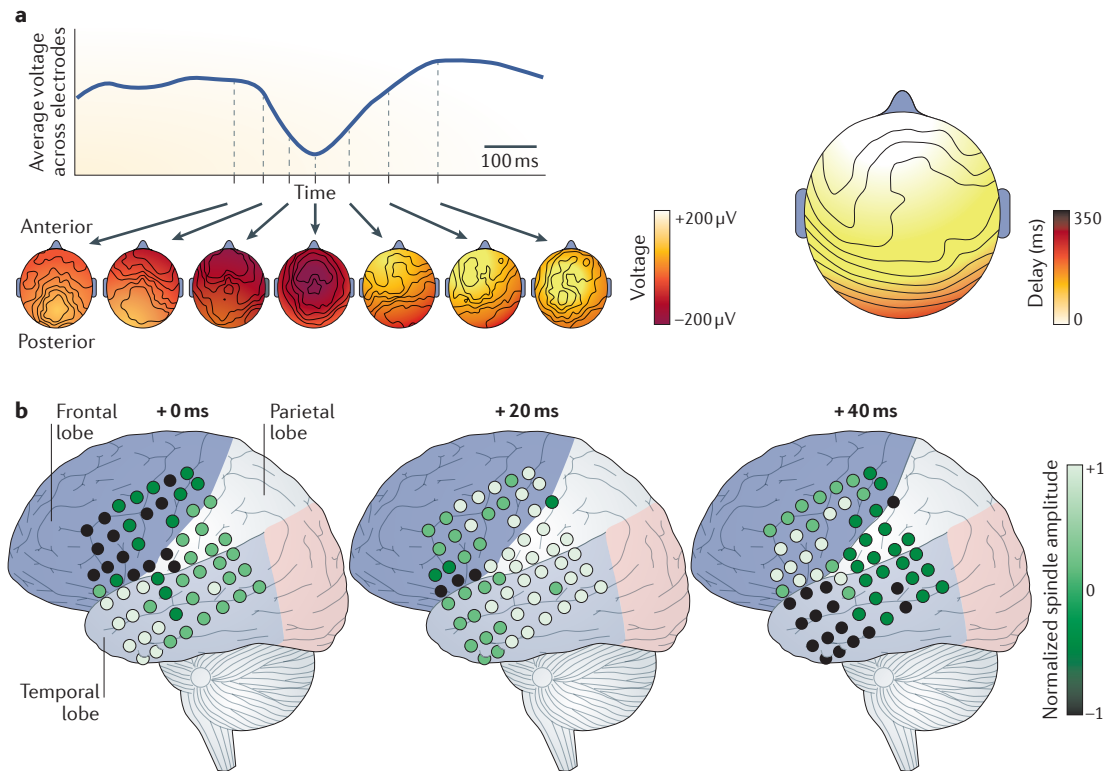 a
Average voltage
across electrodes
100 ms
Time
Anterior
Posterior
Voltage
+200 µV
−200 µV
Delay (ms)
350
0
b
Frontal
lobe
+ 0 ms
Parietal
lobe
+ 20 ms
+ 40 ms
Temporal
lobe
Normalized spindle amplitude
+1
0
−1